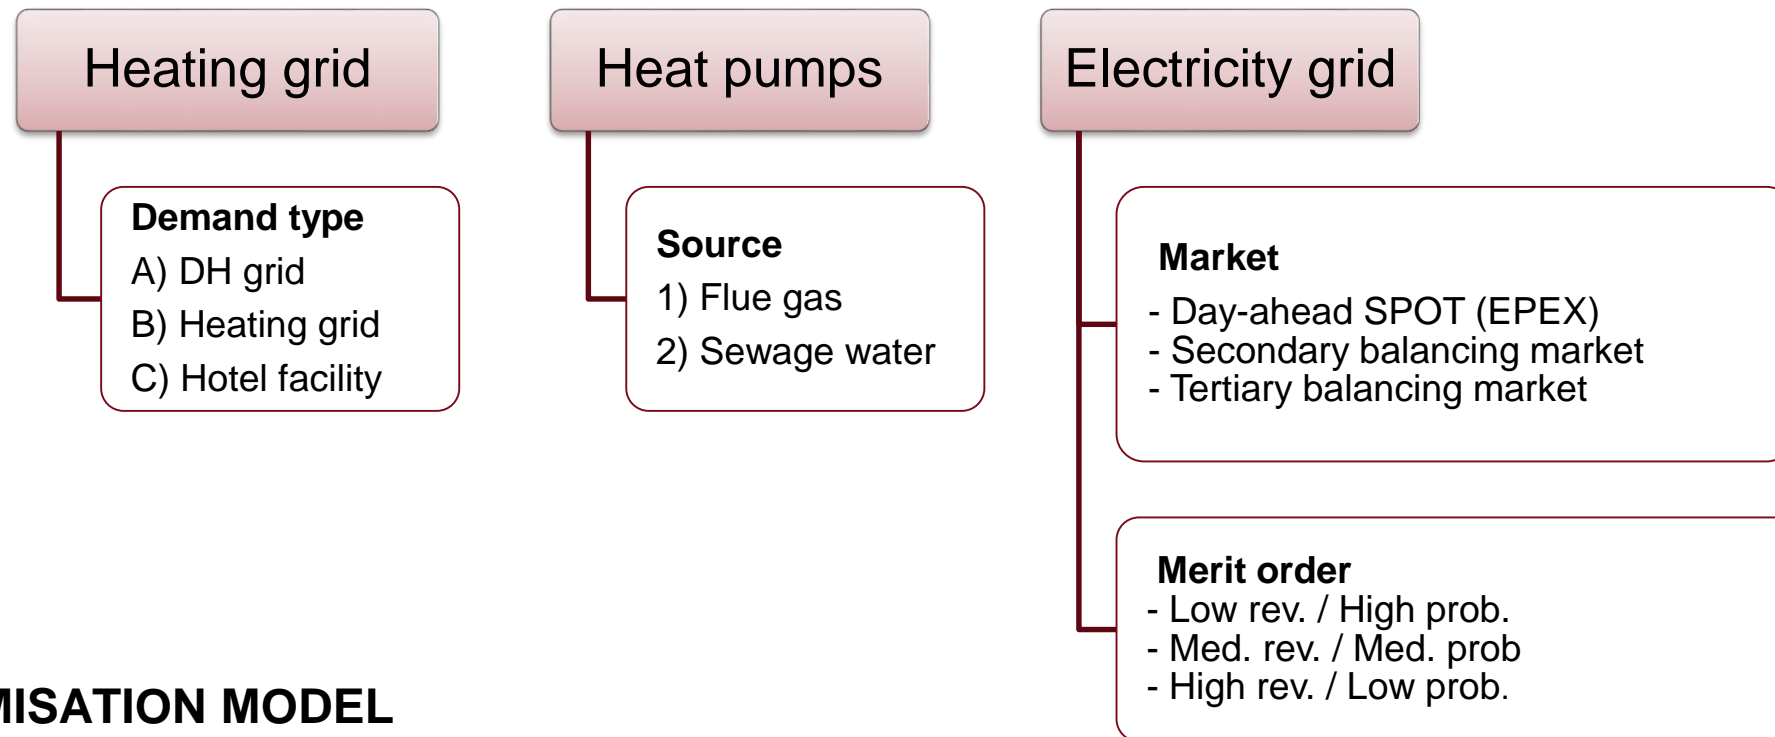 Heating grid
Demand type
A) DH grid
B) Heating grid
C) Hotel facility
Heat pumps
Source
1) Flue gas
2) Sewage water
Electricity grid
Market
- Day-ahead SPOT (EPEX)
- Secondary balancing market
- Tertiary balancing market
Merit order
- Low rev. / High prob.
- Med. rev. / Med. prob
- High rev. / Low prob.
MISATION MODEL